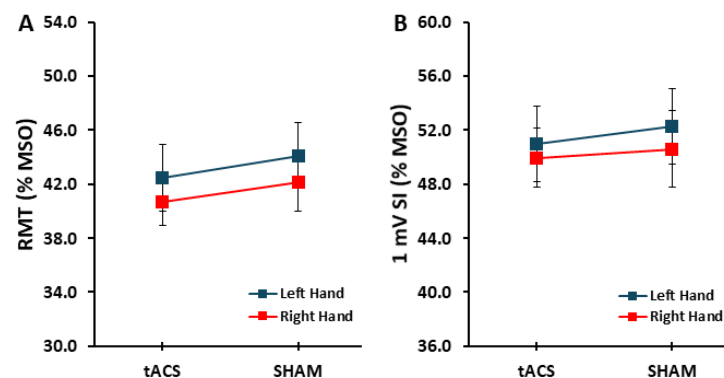 A
RMT (% MSO)
54.0
50.0
46.0
42.0
38.0
34.0
30.0
tACS SHAM
Left Hand
Right Hand
B
1 mV SI (% MSO)
60.0
56.0
52.0
48.0
44.0
40.0
36.0
tACS SHAM
Left Hand
Right Hand